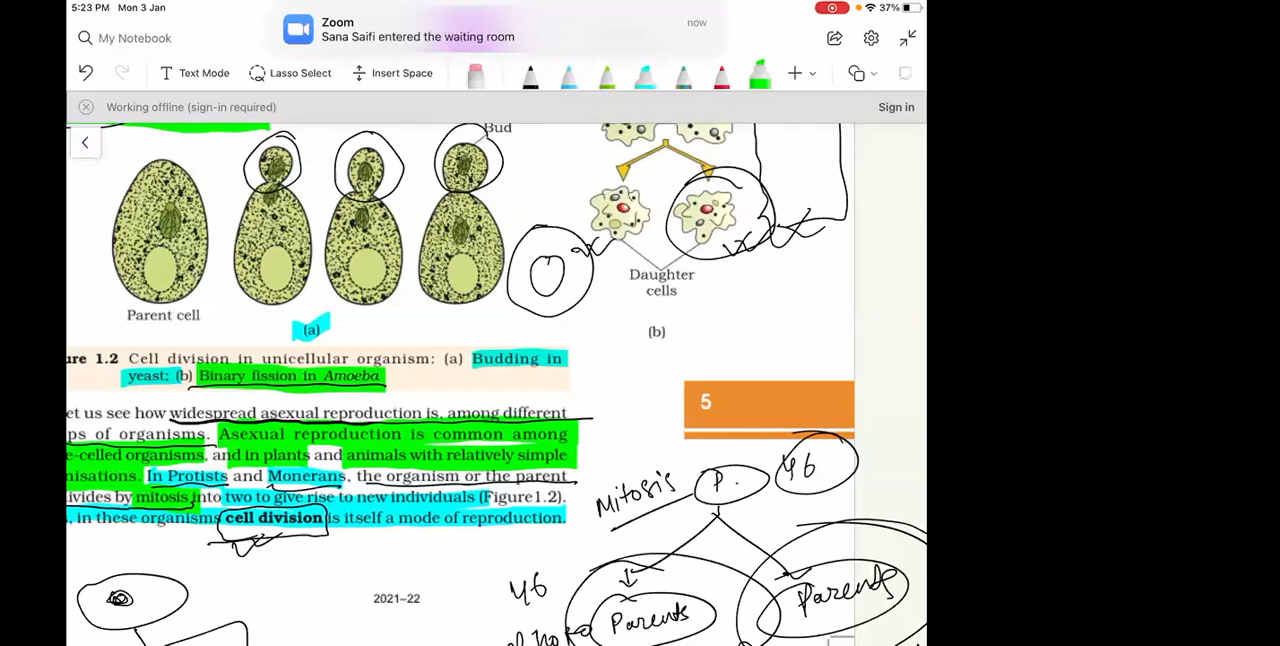 5:23 PM Mon 3 Jan
37%
Zoom
now
Sana Saifi entered the waiting room
My Notebook
Text Mode
Lasso Select
Insert Space
Working offline (sign-in required)
Sign in
Bud
Parent cell
(a)
Daughter
cells
(b)
ure 1.2 Cell division in unicellular organism: (a) Budding in
yeast; (b) Binary fission in Amoeba
5
et us see how widespread asexual reproduction is, among different
ps of organisms. Asexual reproduction is common among
e-celled organisms, and in plants and animals with relatively simple
nisations. In Protists and Monerans, the organism or the parent
ivides by mitosis into two to give rise to new individuals (Figure1.2).
, in these organisms cell division is itself a mode of reproduction.
Mitosis
P.
46
46
Parents
Parents
2021–22